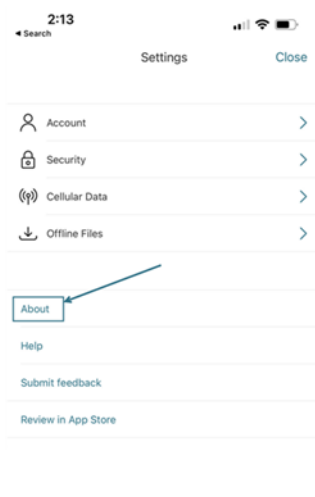 2:13
Search
Settings
Close
Account
Security
Cellular Data
Offline Files
About
Help
Submit feedback
Review in App Store